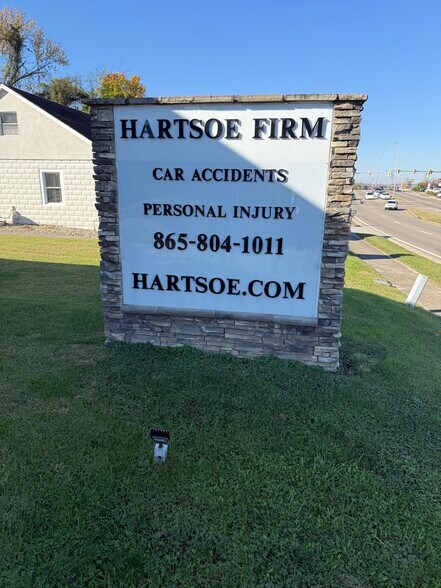 HARTSOE FIRM
CAR ACCIDENTS
PERSONAL INJURY
865-804-1011
HARTSOE.COM